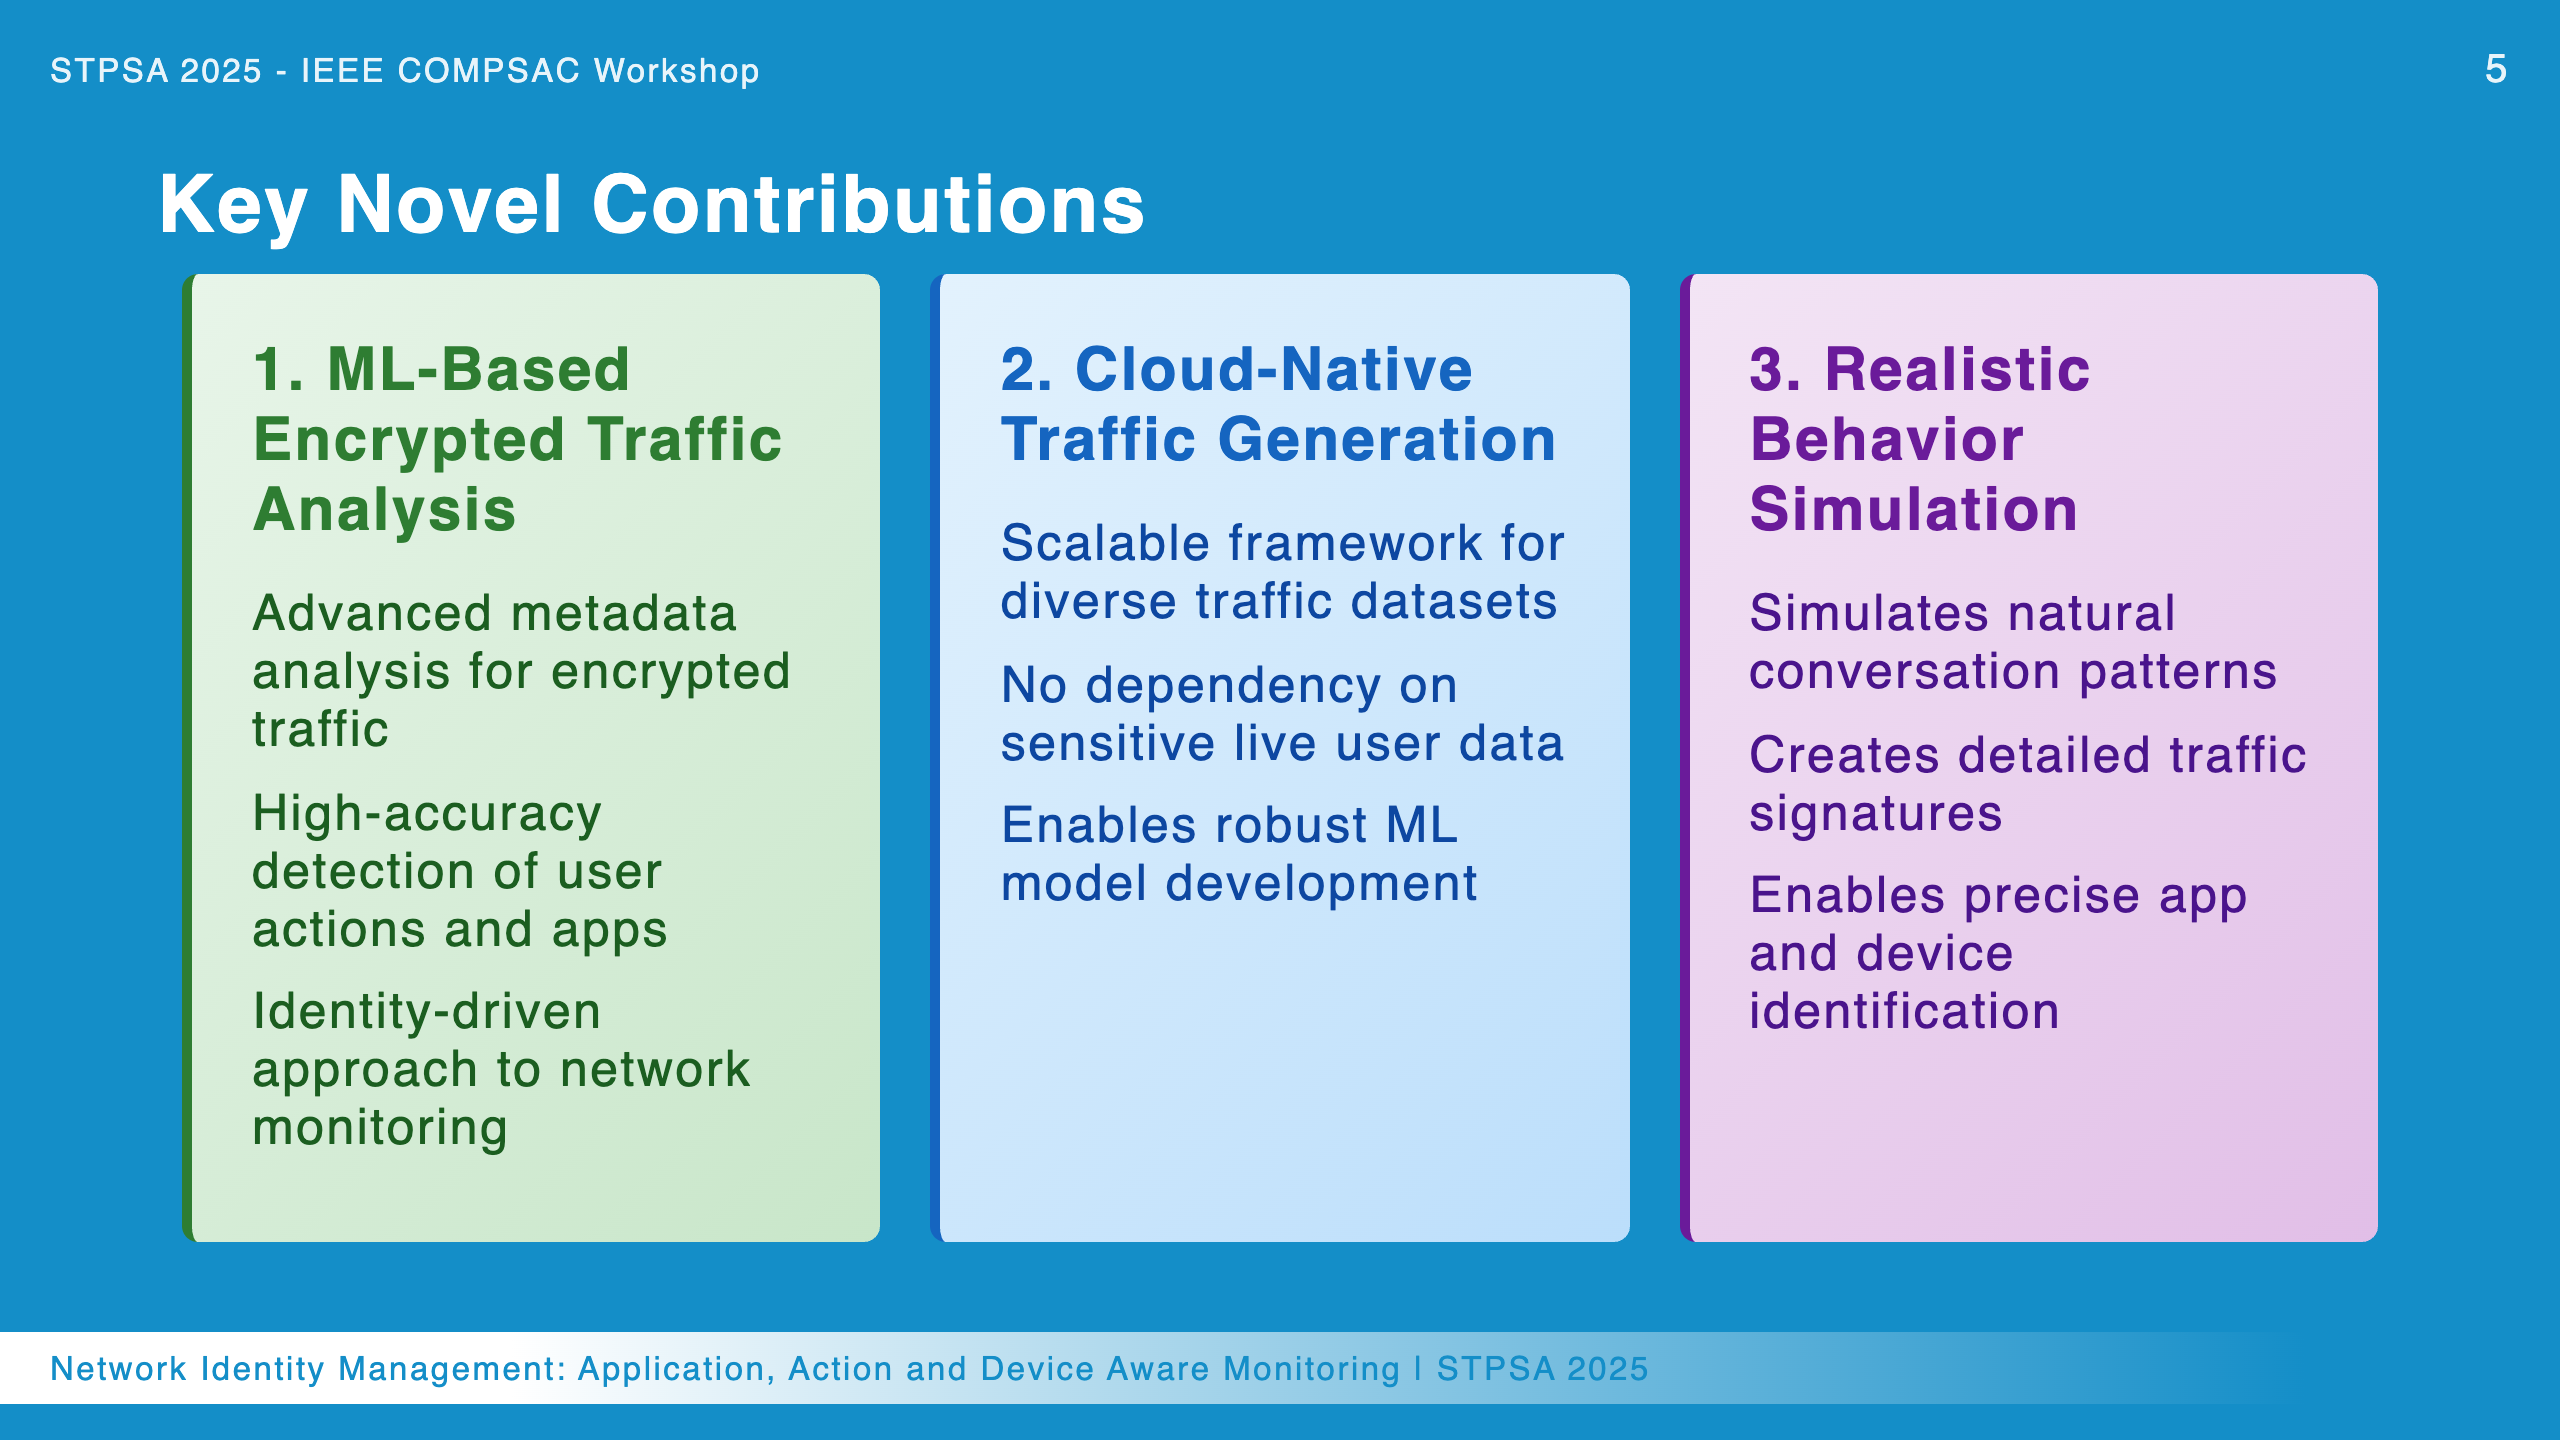 STPSA 2025 - IEEE COMPSAC Workshop
5
Key Novel Contributions
1. ML-Based
Encrypted Traffic
Analysis
Advanced metadata
analysis for encrypted
traffic
High-accuracy
detection of user
actions and apps
Identity-driven
approach to network
monitoring
2. Cloud-Native
Traffic Generation
Scalable framework for
diverse traffic datasets
No dependency on
sensitive live user data
Enables robust ML
model development
3. Realistic
Behavior
Simulation
Simulates natural
conversation patterns
Creates detailed traffic
signatures
Enables precise app
and device
identification
Network Identity Management: Application, Action and Device Aware Monitoring | STPSA 2025